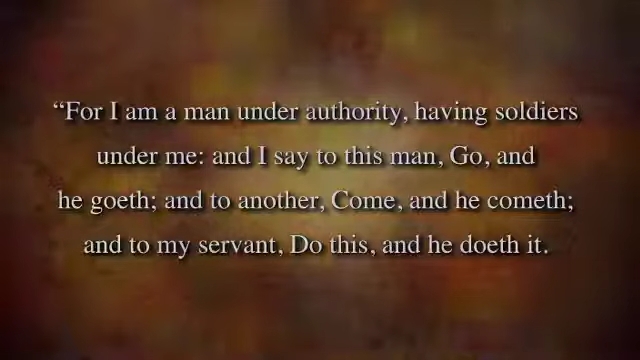 “For I am a man under authority, having soldiers
under me: and I say to this man, Go, and
he goeth; and to another, Come, and he cometh;
and to my servant, Do this, and he doeth it.